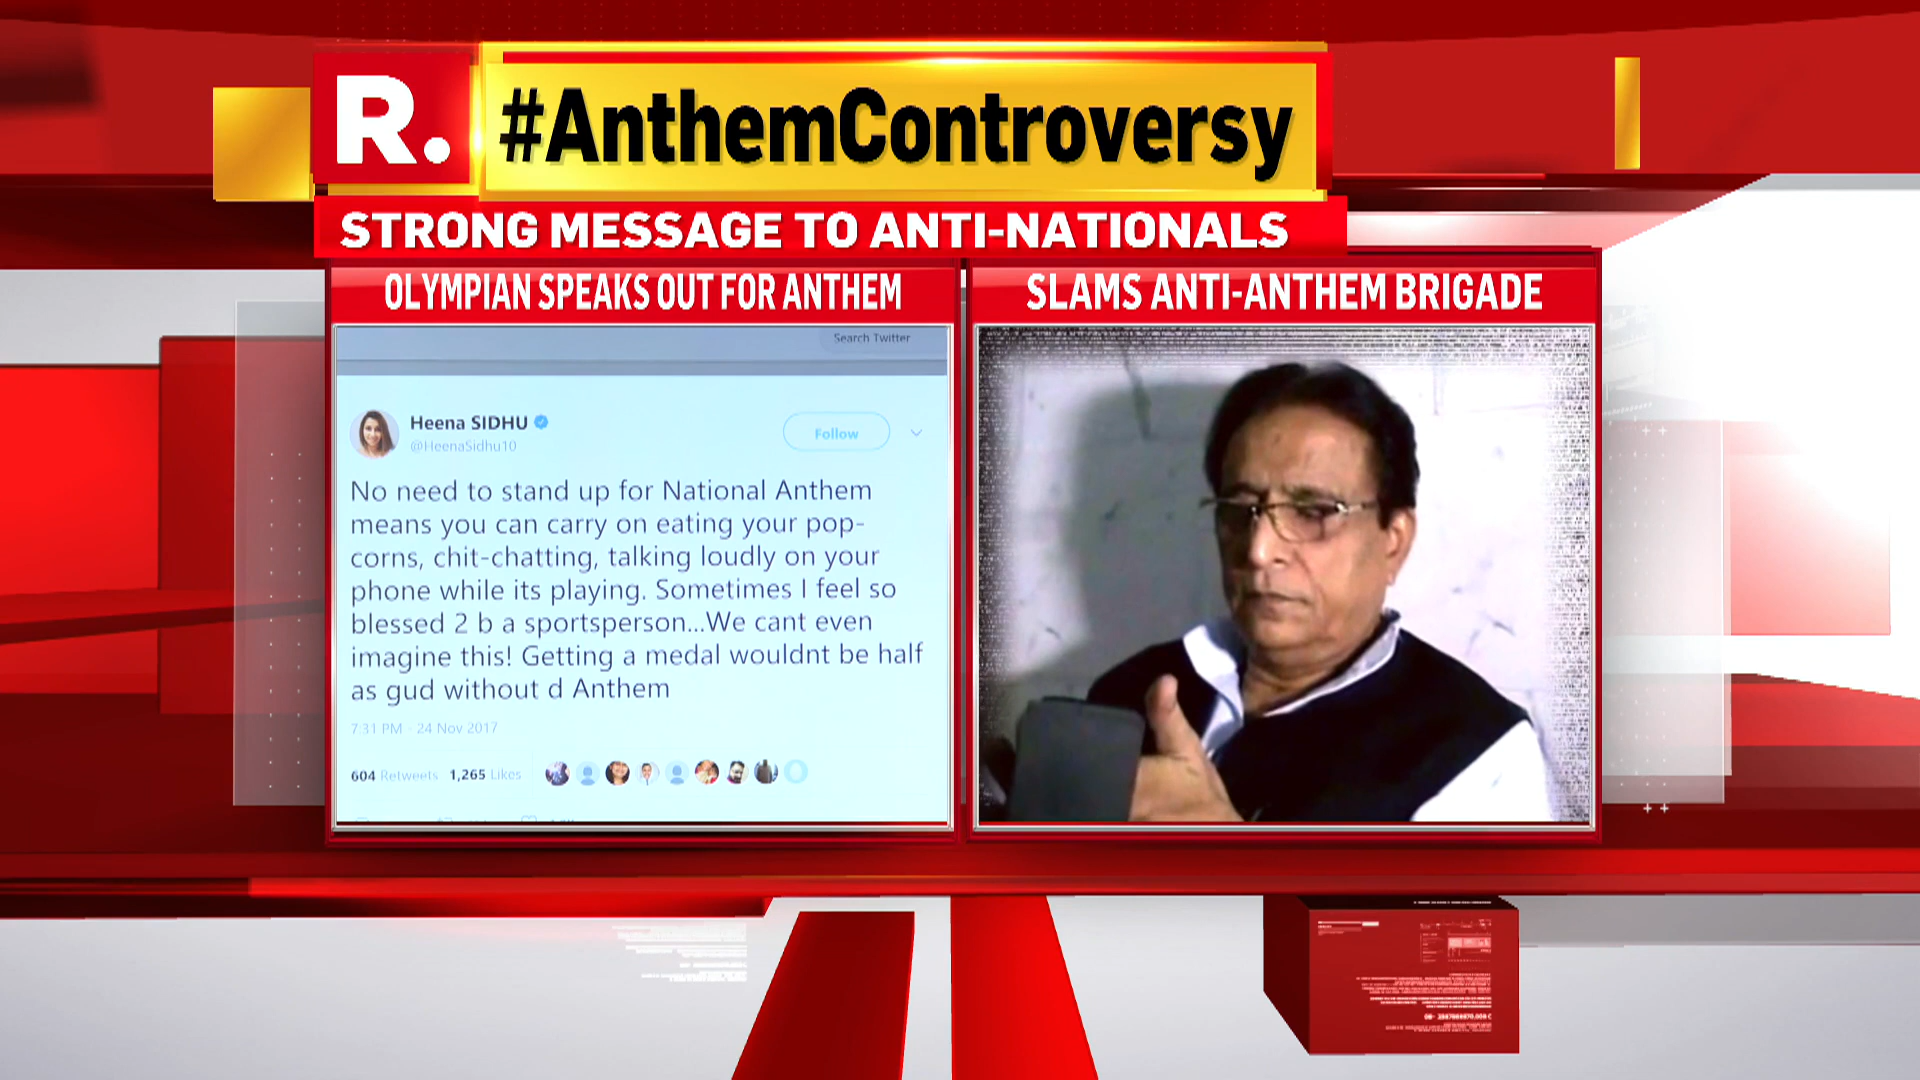 R.
#AnthemControversy
STRONG MESSAGE TO ANTI-NATIONALS
OLYMPIAN SPEAKS OUT FOR ANTHEM
SLAMS ANTI-ANTHEM BRIGADE
Search Twitter
Heena SIDHU
@HeenaSidhu10
Follow
No need to stand up for National Anthem
means you can carry on eating your pop-
corns, chit-chatting, talking loudly on your
phone while its playing. Sometimes I feel so
blessed 2 b a sportsperson...We cant even
imagine this! Getting a medal wouldnt be half
as gud without d Anthem
7:31 PM - 24 Nov 2017
604 Retweets 1,265 Likes